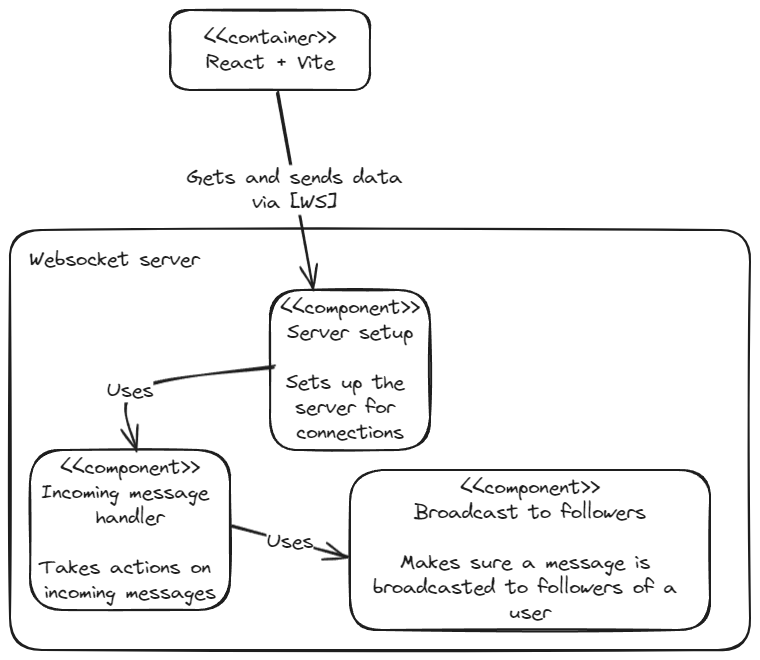 <<container>>
React + Vite
Gets and sends data
via [WS]
Websocket server
<<component>>
Server setup
Sets up the
server for
connections
Uses
<<component>>
Incoming message
handler
Takes actions on
incoming messages
Uses
<<component>>
Broadcast to followers
Makes sure a message is
broadcasted to followers of a
user